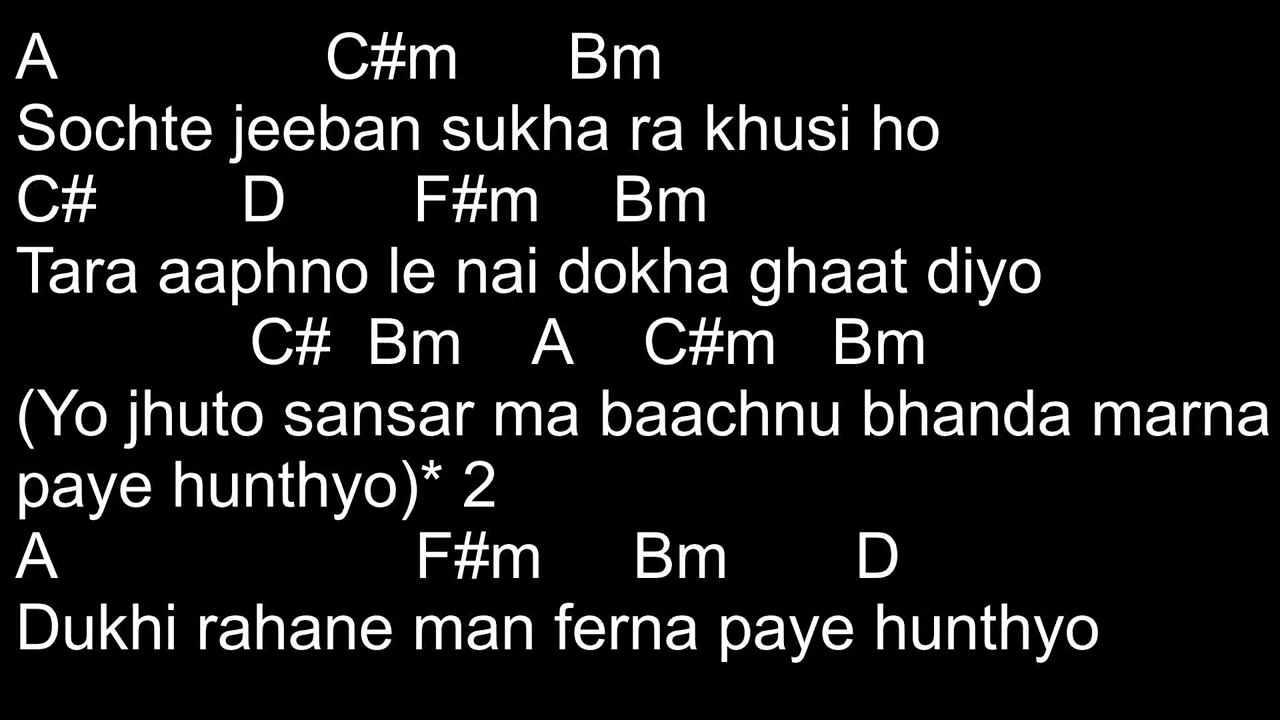 A C#m Bm
Sochte jeeban sukha ra khusi ho
C# D F#m Bm
Tara aaphno le nai dokha ghaat diyo
C# Bm A C#m Bm
(Yo jhuto sansar ma baachnu bhanda marna
paye hunthyo)* 2
A F#m Bm D
Dukhi rahane man ferna paye hunthyo